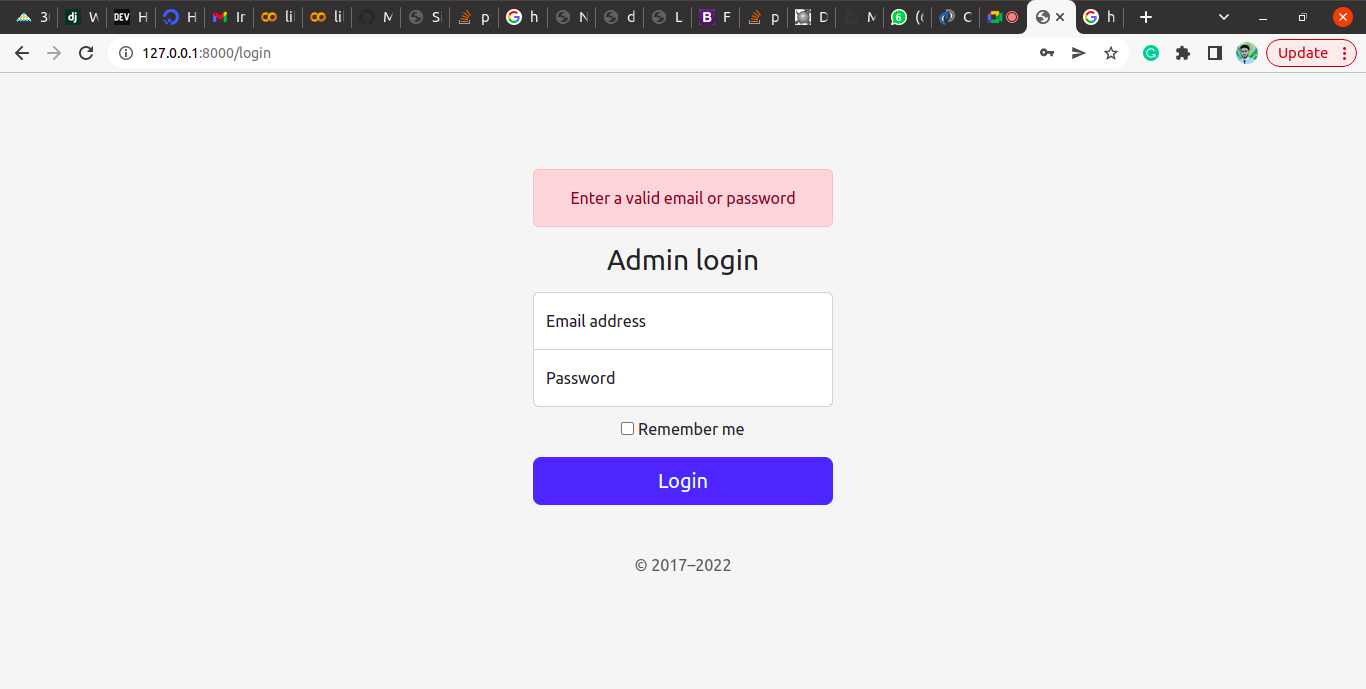 3
dj W
DEV H
H
Ir
li
li
M
S
p
h
N
d
L
B F
p
D
M
6 (
C
h
127.0.0.1:8000/login
Update
Enter a valid email or password
Admin login
Email address
Password
Remember me
Login
© 2017–2022